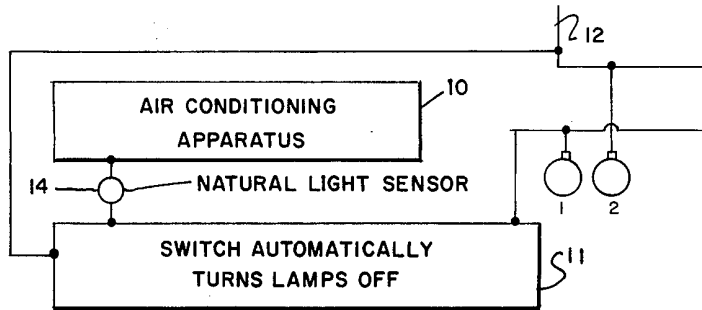 12
AIR CONDITIONING
APPARATUS
10
14
NATURAL LIGHT SENSOR
1
2
SWITCH AUTOMATICALLY
TURNS LAMPS OFF
11